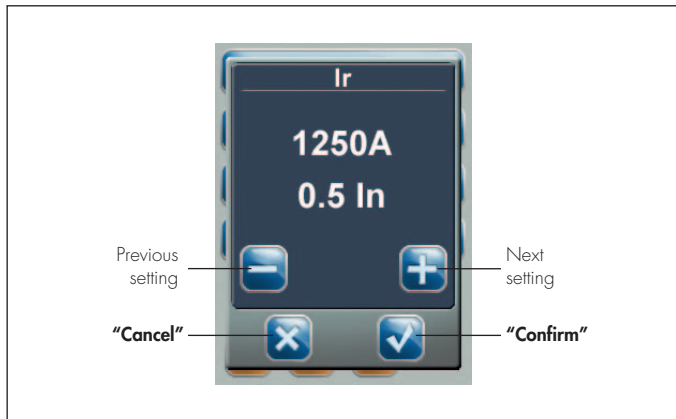 Ir
1250A
0.5 In
Previous
setting
Next
setting
"Cancel"
"Confirm"